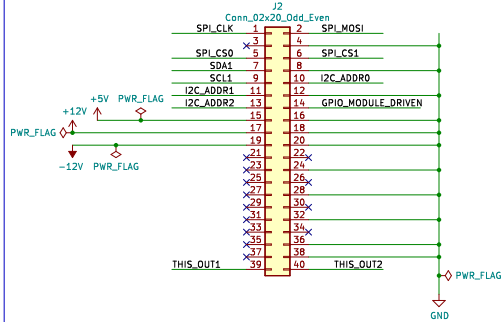 J2
Conn_02x20_Odd_Even
SPI_CLK 1 2 SPI_MOSI
3 4
SPI_CS0 5 6 SPI_CS1
SDA1 7 8
SCL1 9 10 I2C_ADDR0
I2C_ADDR1 11 12
I2C_ADDR2 13 14 GPIO_MODULE_DRIVEN
+5V PWR_FLAG
+12V 15 16
PWR_FLAG 17 18
19 20
-12V PWR_FLAG 21 22
23 24
25 26
27 28
29 30
31 32
33 34
35 36
37 38
THIS_OUT1 39 40 THIS_OUT2
PWR_FLAG
GND